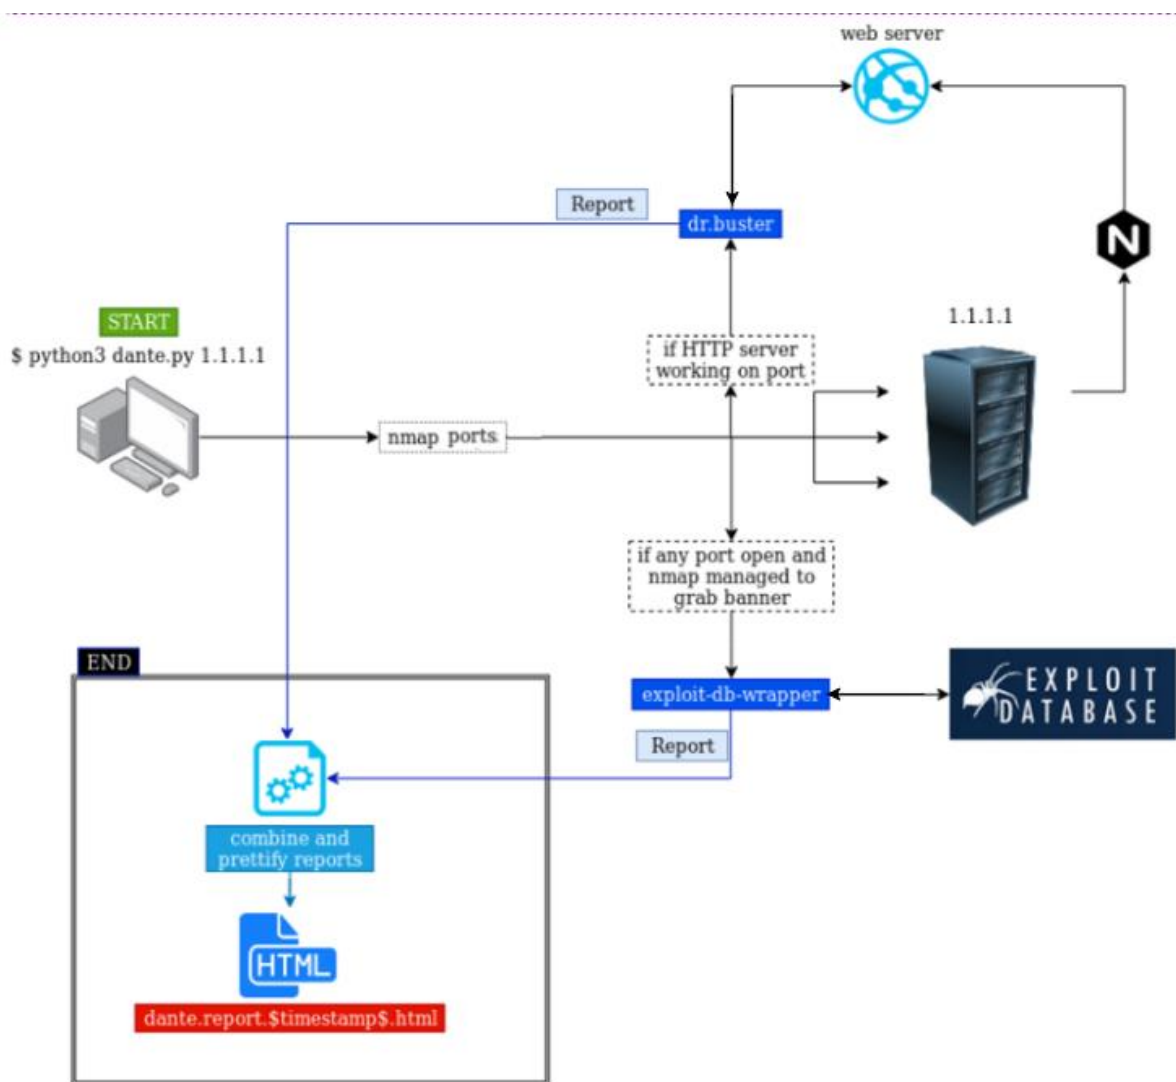 web server
Report
dr.buster
N
START
$ python3 dante.py 1.1.1.1
if HTTP server
working on port
1.1.1.1
nmap ports
if any port open and
nmap managed to
grab banner
END
exploit-db-wrapper
EXPLOIT
DATABASE
Report
combine and
prettify reports
HTML
dante.report.$timestamp$.html